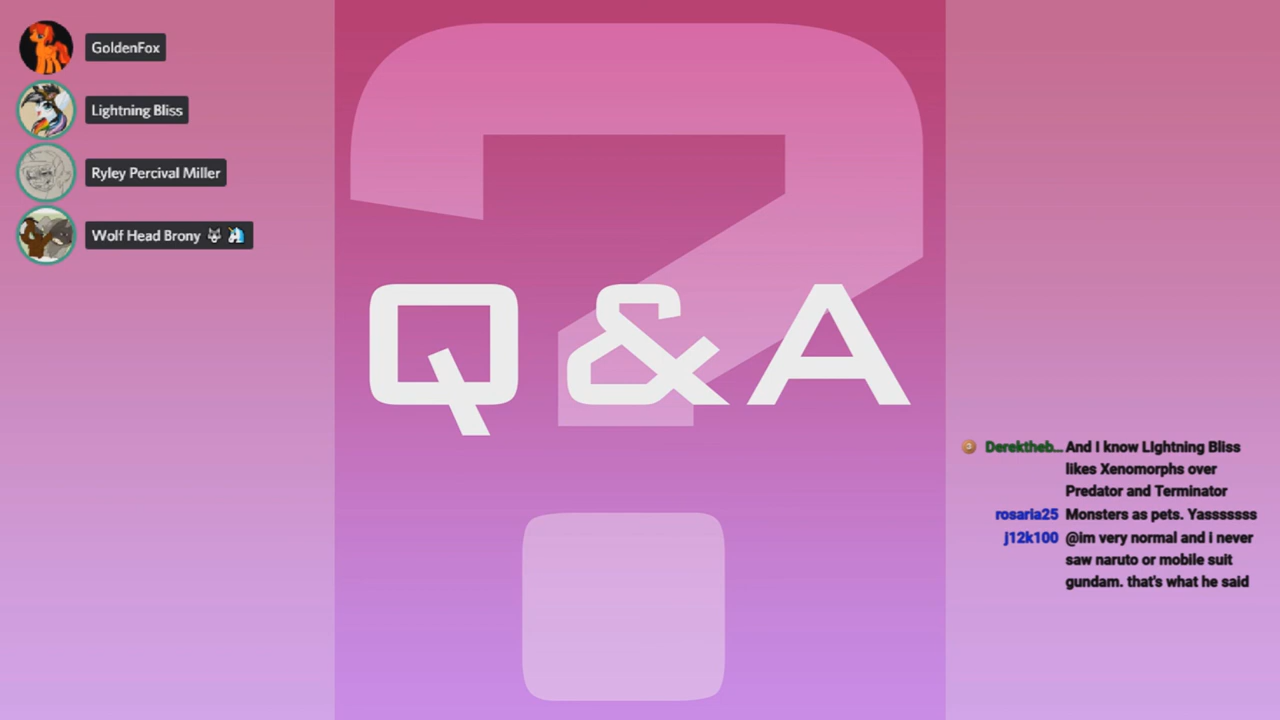 GoldenFox
Lightning Bliss
Ryley Percival Miller
Wolf Head Brony
Q & A
Derektheb... And I know LIghtning Bliss
likes Xenomorphs over
Predator and Terminator
rosaria25 Monsters as pets. Yasssssss
j12k100 @im very normal and i never
saw naruto or mobile suit
gundam. that's what he said